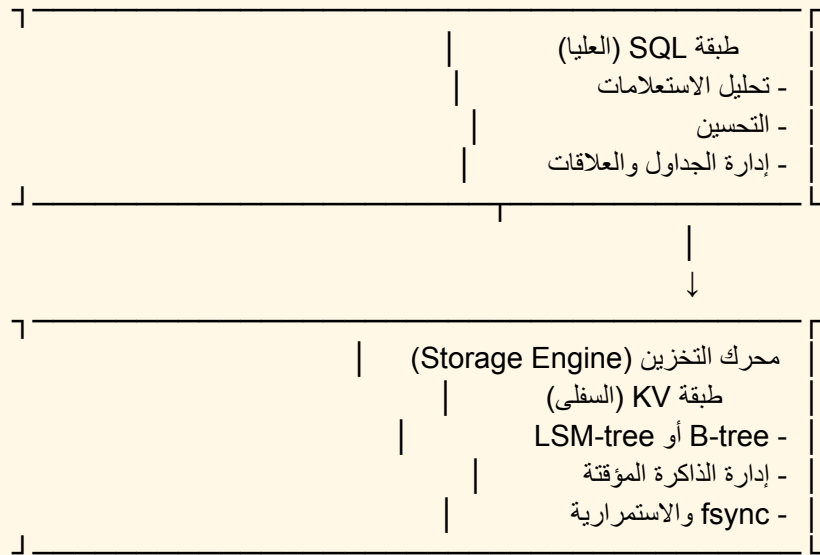 طبقة SQL (العليا)
- تحليل الاستعلامات
- التحسين
- إدارة الجداول والعلاقات
↓
محرك التخزين (Storage Engine)
طبقة KV (السفلى)
- B-tree أو LSM-tree
- إدارة الذاكرة المؤقتة
- fsync والاستمرارية